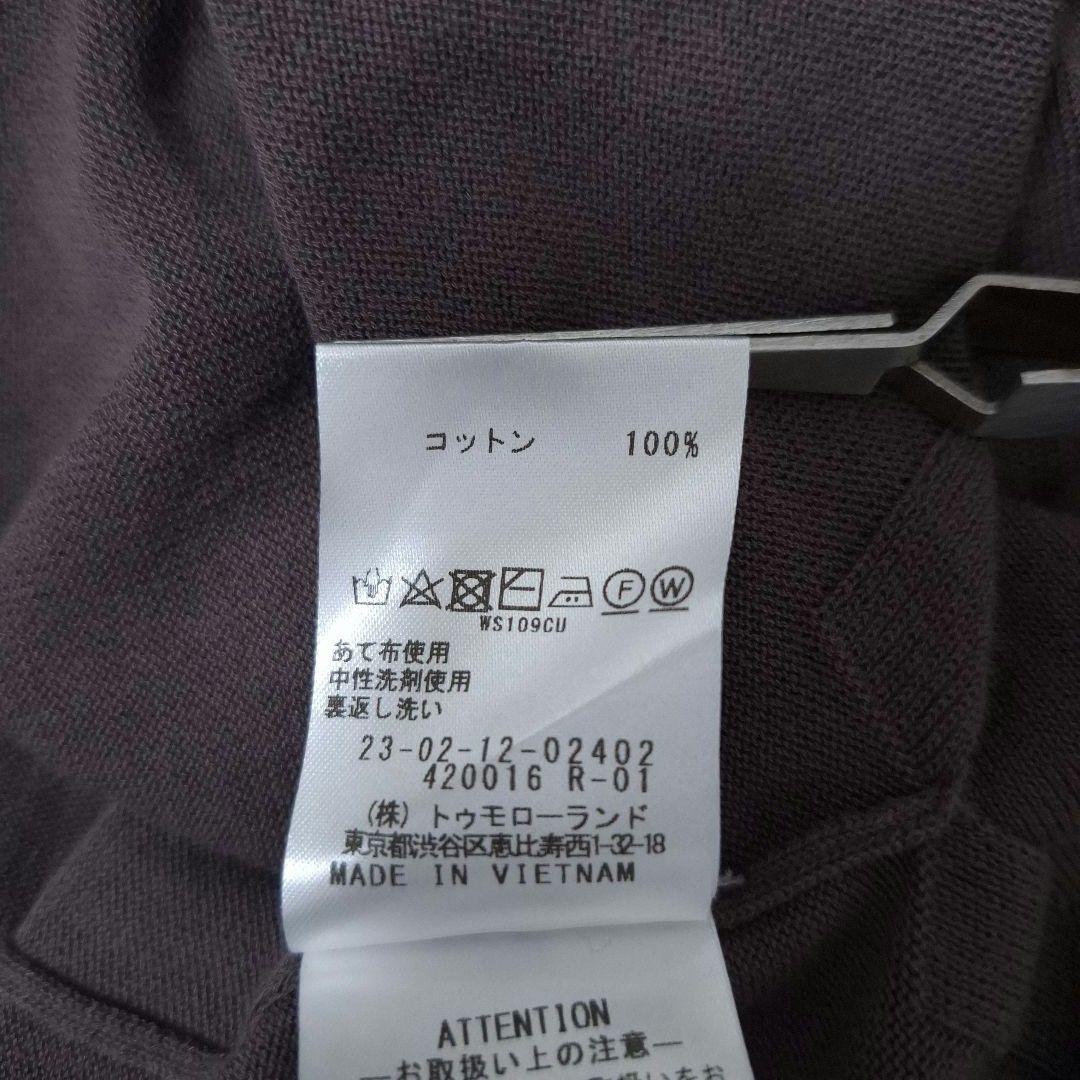 コットン 100%
F W
WS109CU
あて布使用
中性洗剤使用
裏返し洗い
23-02-12-02402
420016 R-01
(株)トゥモローランド
東京都渋谷区恵比寿西1-32-18
MADE IN VIETNAM
ATTENTION
―お取扱い上の注意―